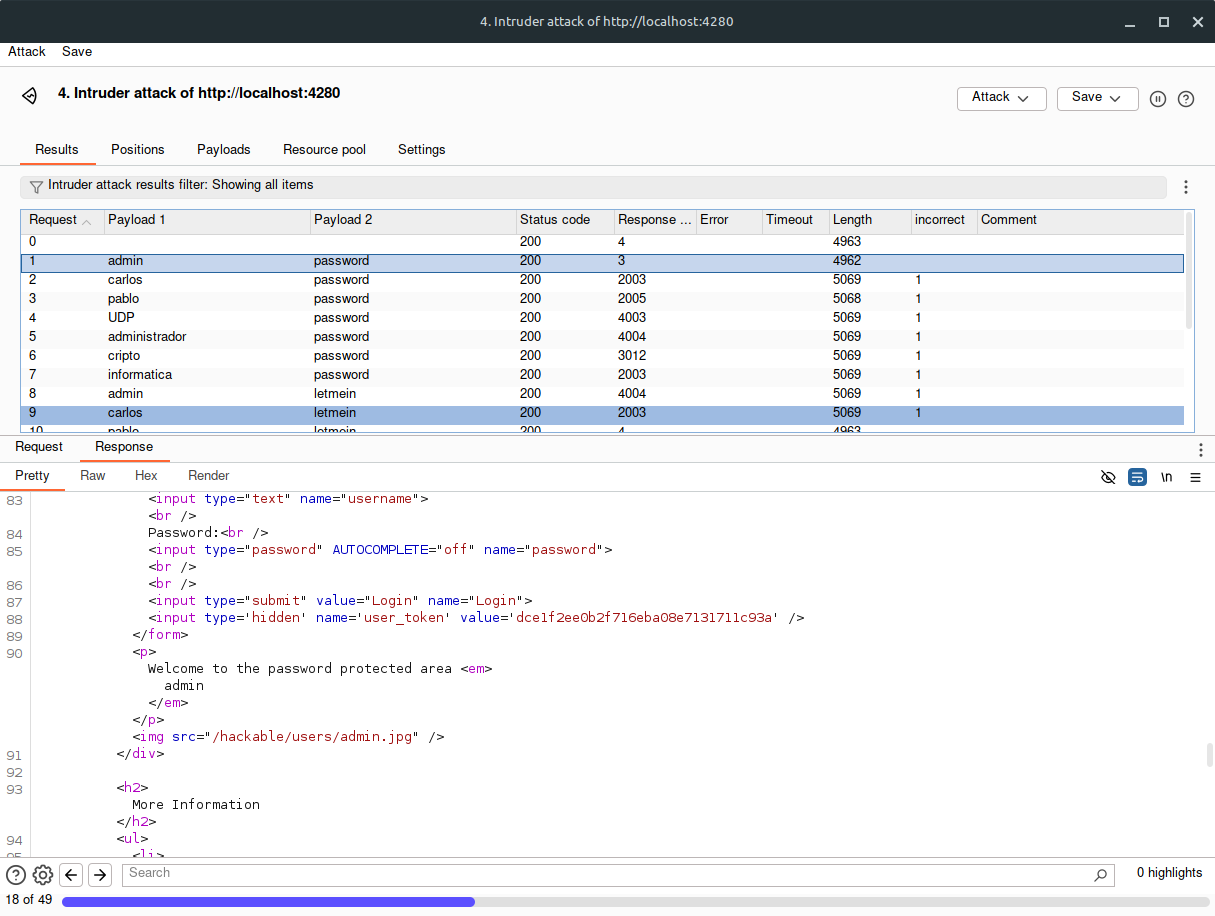 4. Intruder attack of http://localhost:4280
Attack Save
4. Intruder attack of http://localhost:4280
Attack Save
Results Positions Payloads Resource pool Settings
Intruder attack results filter: Showing all items
Request Payload 1 Payload 2 Status code Response ... Error Timeout Length incorrect Comment
0 200 4 4963
1 admin password 200 3 4962
2 carlos password 200 2003 5069 1
3 pablo password 200 2005 5068 1
4 UDP password 200 4003 5069 1
5 administrador password 200 4004 5069 1
6 cripto password 200 3012 5069 1
7 informatica password 200 2003 5069 1
8 admin letmein 200 4004 5069 1
9 carlos letmein 200 2003 5069 1
10 pablo letmein 200 4 4963
Request Response
Pretty Raw Hex Render
\n
83 <input type="text" name="username">
<br />
84 Password:<br />
85 <input type="password" AUTOCOMPLETE="off" name="password">
<br />
86 <br />
87 <input type="submit" value="Login" name="Login">
88 <input type='hidden' name='user_token' value='dce1f2ee0b2f716eba08e7131711c93a' />
89 </form>
90 <p>
Welcome to the password protected area <em>
admin
</em>
</p>
<img src="/hackable/users/admin.jpg" />
91 </div>
92
93 <h2>
More Information
</h2>
94 <ul>
95 <li>
Search
0 highlights
18 of 49